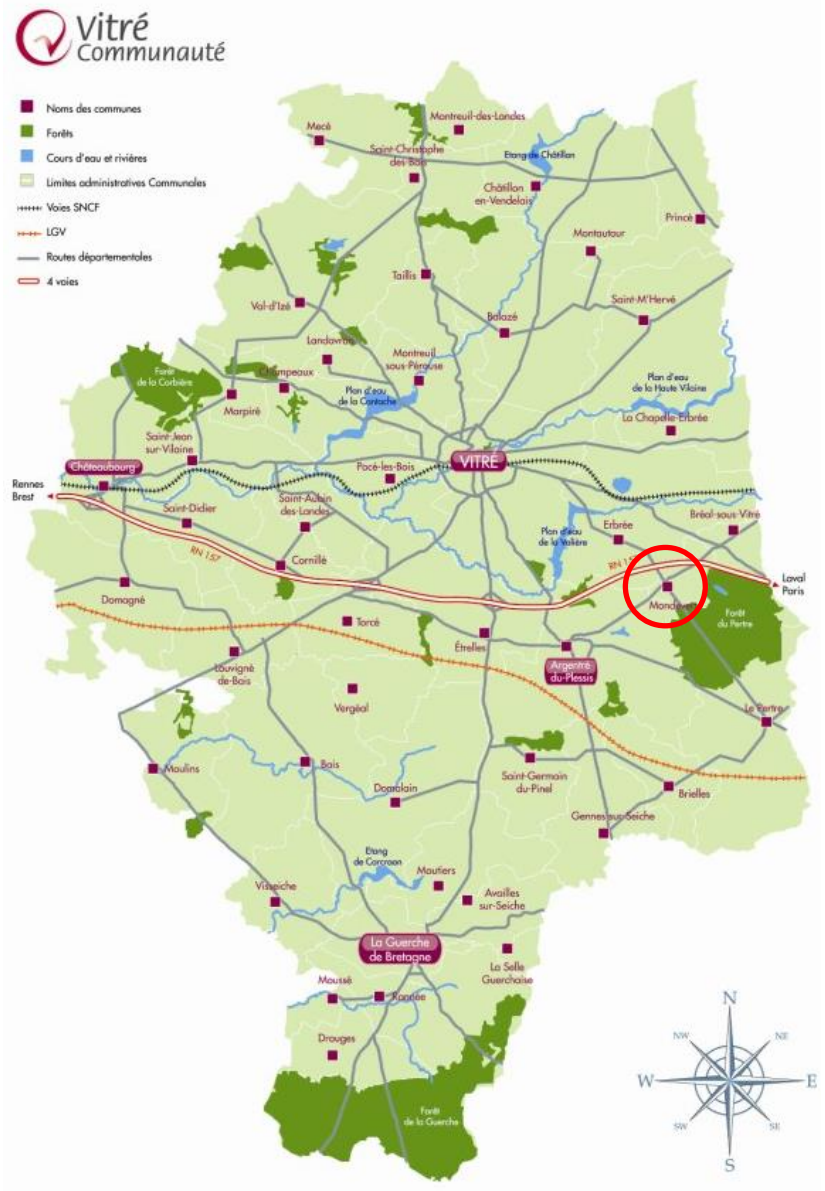 Vitré
Communauté
Noms des communes
Forêts
Cours d'eau et rivières
Limites administratives Communales
Voies SNCF
LGV
Routes départementales
4 voies
Mecé
Montreuil-des-Landes
Saint-Christophe
des-Bois
Etang de Châtillon
Châtillon
en-Vendelais
Princé
Montautour
Taillis
Val-d'Izé
Saint-M'Hervé
Balazé
Landavran
Montreuil
sous-Pérouse
Forêt
de la Corbière
Champeaux
Plan d'eau
de la Cantache
Plan d'eau
de la Haute Vilaine
Marpiré
La Chapelle-Erbrée
Saint-Jean
sur-Vilaine
VITRÉ
Châteaubourg
Pocé-les-Bois
Rennes
Brest
Saint-Didier
Saint-Aubin
des-Landes
Plan d'eau
de la Valière
Erbrée
Bréal-sous-Vitré
RN 157
Cornillé
RN 157
Laval
Paris
Domagné
Forêt
du Pertre
Torcé
Étrelles
Argentré
du-Plessis
Louvigné
de-Bais
Vergéal
Le Pertre
Moulins
Bais
Saint-Germain
du-Pinel
Domalain
Brielles
Gennes-sur-Seiche
Etang
de Carcraon
Moutiers
Visseiche
Availles
sur-Seiche
La Guerche
de Bretagne
La Selle
Guerchaise
Moussé
Rannée
Drouges
Forêt
de la Guerche
N
NW
NE
W
E
SW
SE
S